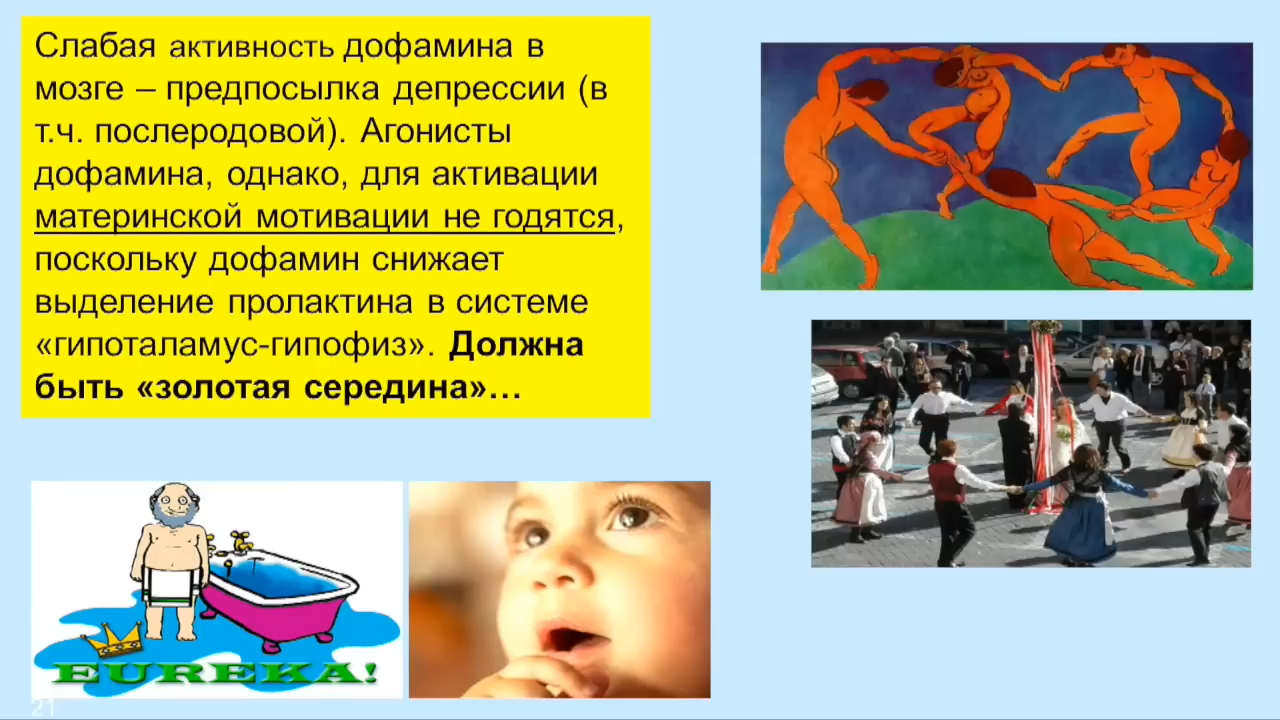 Слабая активность дофамина в
мозге – предпосылка депрессии (в
т.ч. послеродовой). Агонисты
дофамина, однако, для активации
материнской мотивации не годятся,
поскольку дофамин снижает
выделение пролактина в системе
«гипоталамус-гипофиз». Должна
быть «золотая середина»…
EUREKA!
21